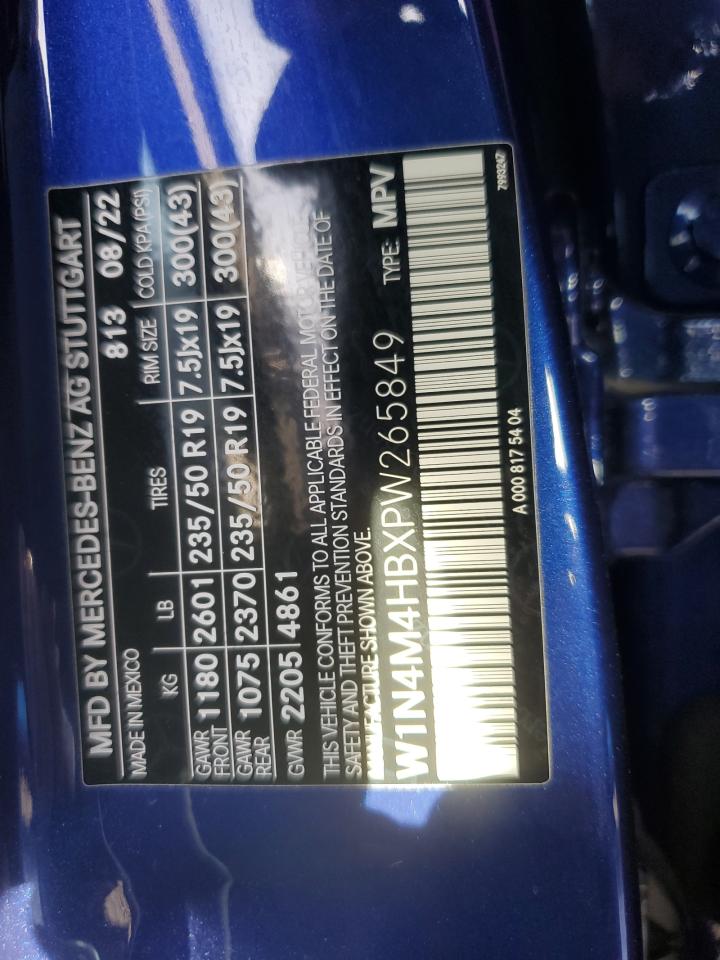 MFD BY MERCEDES-BENZ AG STUTTGART
MADE IN MEXICO 813 08/22
KG LB TIRES RIM SIZE COLD KPA (PSI)
GAWR FRONT 1180 2601 235/50 R19 7.5Jx19 300(43)
GAWR REAR 1075 2370 235/50 R19 7.5Jx19 300(43)
GVWR 2205 4861
THIS VEHICLE CONFORMS TO ALL APPLICABLE FEDERAL MOTOR VEHICLE
SAFETY AND THEFT PREVENTION STANDARDS IN EFFECT ON THE DATE OF
MANUFACTURE SHOWN ABOVE.
W1N4M4HBXPW265849 TYPE: MPV
A 000 817 54 04 7993247